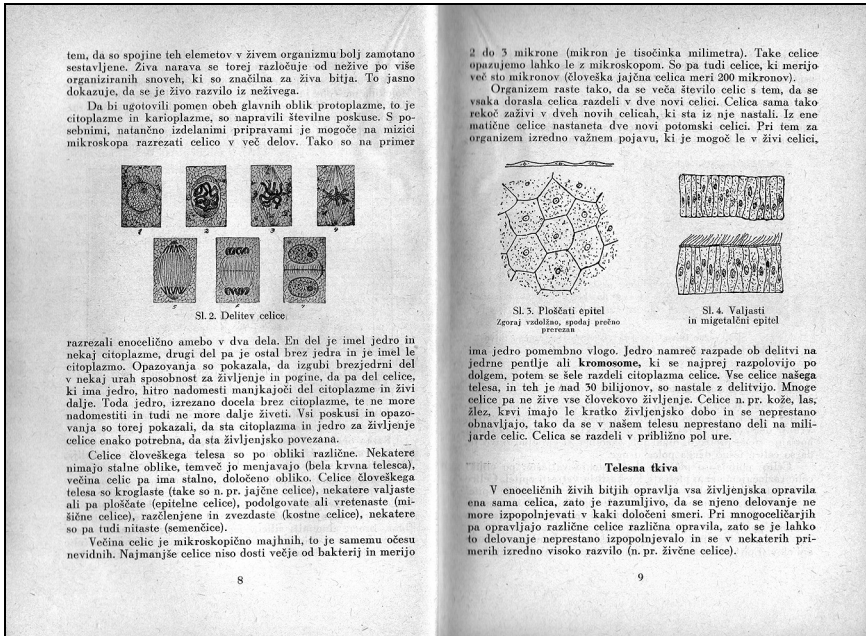 tem, da so spojine teh elemetov v živem organizmu bolj zamotano
sestavljene. Živa narava se torej razločuje od nežive po više
organiziranih snoveh, ki so značilna za živa bitja. To jasno
dokazuje, da se je živo razvilo iz neživega.
Da bi ugotovili pomen obeh glavnih oblik protoplazme, to je
citoplazme in karioplazme, so napravili številne poskuse. S po-
sebnimi, natančno izdelanimi pripravami je mogoče na mizici
mikroskopa razrezati celico v več delov. Tako so na primer
1 2 3 4
5 6 7
Sl. 2. Delitev celice
razrezali enocelično amebo v dva dela. En del je imel jedro in
nekaj citoplazme, drugi del pa je ostal brez jedra in je imel le
citoplazmo. Opazovanja so pokazala, da izgubi brezjedrni del
v nekaj urah sposobnost za življenje in pogine, pa pa del celice,
ki ima jedro, hitro nadomesti manjkajoči del citoplazme in živi
dalje. Toda jedro, izrezano docela brez citoplazme, te ne more
nadomestiti in tudi ne more dalje živeti. Vsi poskusi in opazo-
vanja so torej pokazali, da sta citoplazma in jedro za življenje
celice enako potrebna, da sta življenjsko povezana.
Celice človeškega telesa so po obliki različne. Nekatere
nimajo stalne oblike, temveč jo menjavajo (bela krvna telesca),
večina celic pa ima stalno, določeno obliko. Celice človeškega
telesa so kroglaste (take so n. pr. jajčne celice), nekatere valjaste
ali pa ploščate (epitelne celice), podolgovate ali vretenaste (mi-
šične celice), razčlenjene in zvezdaste (kostne celice), nekatere
so pa tudi nitaste (semenčice).
Večina celic je mikroskopično majhnih, to je samemu očesu
nevidnih. Najmanjše celice niso dosti večje od bakterij in merijo
8
2 do 3 mikrone (mikron je tisočinka milimetra). Take celice
opazujemo lahko le z mikroskopom. So pa tudi celice, ki merijo
več sto mikronov (človeška jajčna celica meri 200 mikronov).
Organizem raste tako, da se veča število celic s tem, da se
vsaka dorasla celica razdeli v dve novi celici. Celica sama tako
rekoč zaživi v dveh novih celicah, ki sta iz nje nastali. Iz ene
matične celice nastaneta dve novi potomski celici. Pri tem za
organizem izredno važnem pojavu, ki je mogoč le v živi celici,
Sl. 3. Ploščati epitel
Zgoraj vzdolžno, spodaj prečno
prerezan
Sl. 4. Valjasti
in migetalčni epitel
ima jedro pomembno vlogo. Jedro namreč razpade ob delitvi na
jedrne pentlje ali kromosome, ki se najprej razpolovijo po
dolgem, potem se šele razdeli citoplazma celice. Vse celice našega
telesa, in teh je nad 30 bilijonov, so nastale z delitvijo. Mnoge
celice pa ne žive vse človekovo življenje. Celice n. pr. kože, las,
žlez, krvi imajo le kratko življenjsko dobo in se neprestano
obnavljajo, tako da se v našem telesu neprestano deli na mili-
jarde celic. Celica se razdeli v približno pol ure.
Telesna tkiva
V enoceličnih živih bitjih opravlja vsa življenjska opravila
ena sama celica, zato je razumljivo, da se njeno delovanje ne
more izpopolnjevati v kaki določeni smeri. Pri mnogoceličarjih
pa opravljajo različne celice različna opravila, zato se je lahko
to delovanje neprestano izpopolnjevalo in se v nekaterih pri-
merih izredno visoko razvilo (n. pr. živčne celice).
9